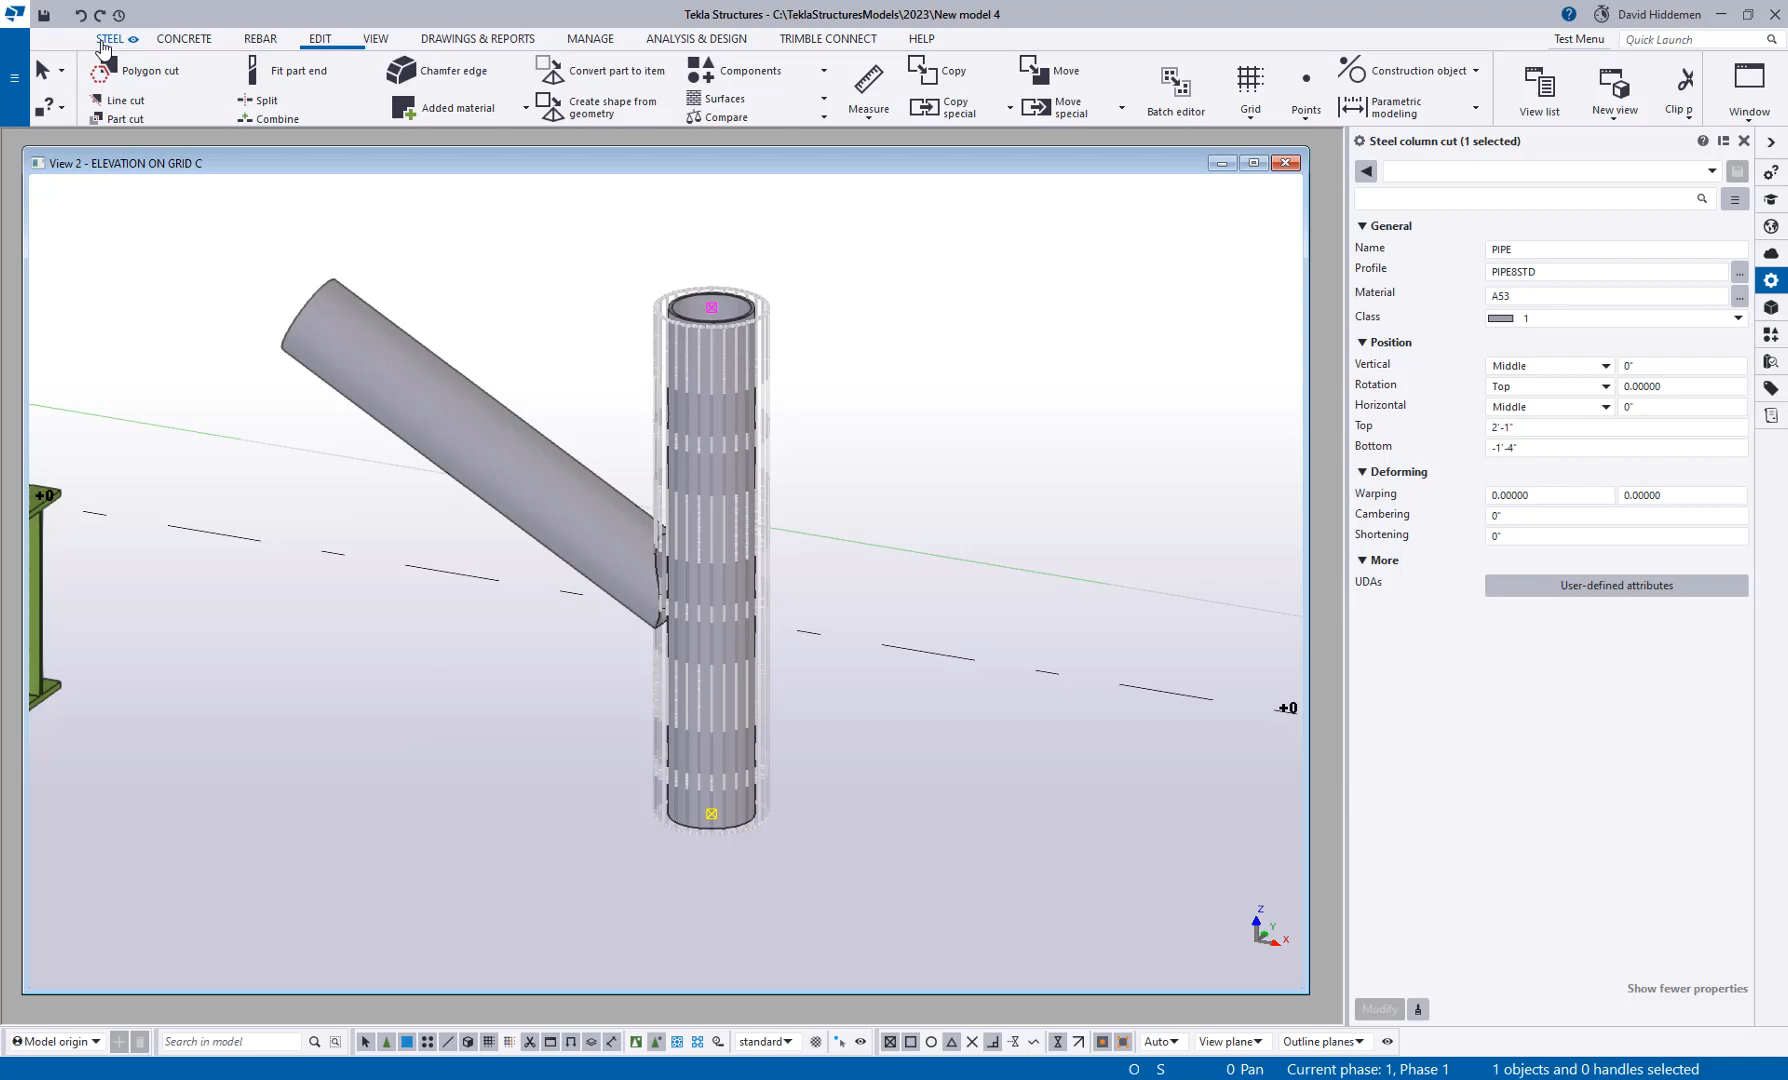 Tekla Structures - C:\TeklaStructuresModels\2023\New model 4
David Hiddemen
STEEL CONCRETE REBAR EDIT VIEW DRAWINGS & REPORTS MANAGE ANALYSIS & DESIGN TRIMBLE CONNECT HELP
Test Menu
Quick Launch
Polygon cut
Line cut
Part cut
Fit part end
Split
Combine
Chamfer edge
Added material
Convert part to item
Create shape from
geometry
Components
Surfaces
Compare
Measure
Copy
Copy
special
Move
Move
special
Batch editor
Grid
Points
Construction object
Parametric
modeling
View list
New view
Clip p
Window
View 2 - ELEVATION ON GRID C
+0
+0
Z
Y
X
Steel column cut (1 selected)
General
Name PIPE
Profile PIPE8STD ...
Material A53 ...
Class 1
Position
Vertical Middle 0"
Rotation Top 0.00000
Horizontal Middle 0"
Top 2'-1"
Bottom -1'-4"
Deforming
Warping 0.00000 0.00000
Cambering 0"
Shortening 0"
More
UDAs User-defined attributes
Show fewer properties
Modify
Model origin
Search in model
standard
Auto
View plane
Outline planes
O S 0 Pan Current phase: 1, Phase 1 1 objects and 0 handles selected